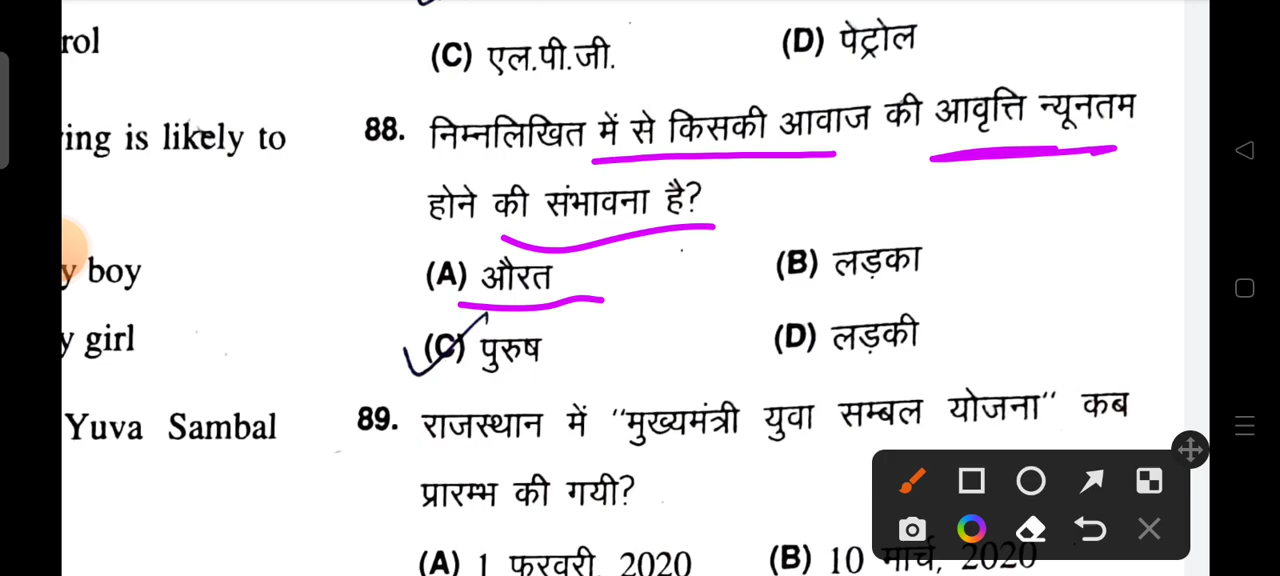 rol
(C) एल.पी.जी.
(D) पेट्रोल
ing is likely to
88. निम्नलिखित में से किसकी आवाज की आवृत्ति न्यूनतम
होने की संभावना है?
y boy
(A) औरत
(B) लड़का
y girl
(C) पुरुष
(D) लड़की
Yuva Sambal
89. राजस्थान में "मुख्यमंत्री युवा सम्बल योजना" कब
प्रारम्भ की गयी?
(A) 1 फरवरी, 2020
(B) 10 मार्च, 2020